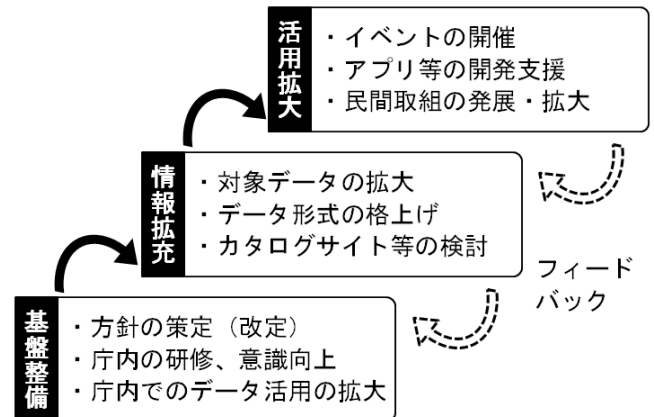 活用拡大
・イベントの開催
・アプリ等の開発支援
・民間取組の発展・拡大
情報拡充
・対象データの拡大
・データ形式の格上げ
・カタログサイト等の検討
フィード
バック
基盤整備
・方針の策定（改定）
・庁内の研修、意識向上
・庁内でのデータ活用の拡大